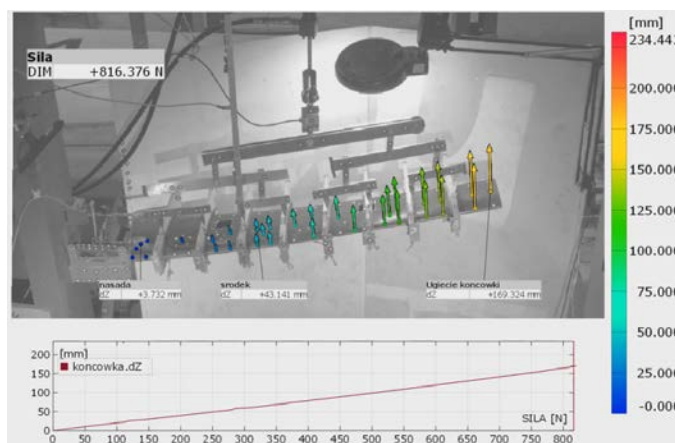 [mm]
234.441
200.000
175.000
150.000
125.000
100.000
75.000
50.000
25.000
-0.000
Sila
DIM +816.376 N
nasada
dZ +3.732 mm
srodek
dZ +43.141 mm
Ugiecie koncowki
dZ +169.324 mm
[mm]
koncowka.dZ
200
150
100
50
0
SILA [N]
0 50 100 150 200 250 300 350 400 450 500 550 600 650 700 750 800